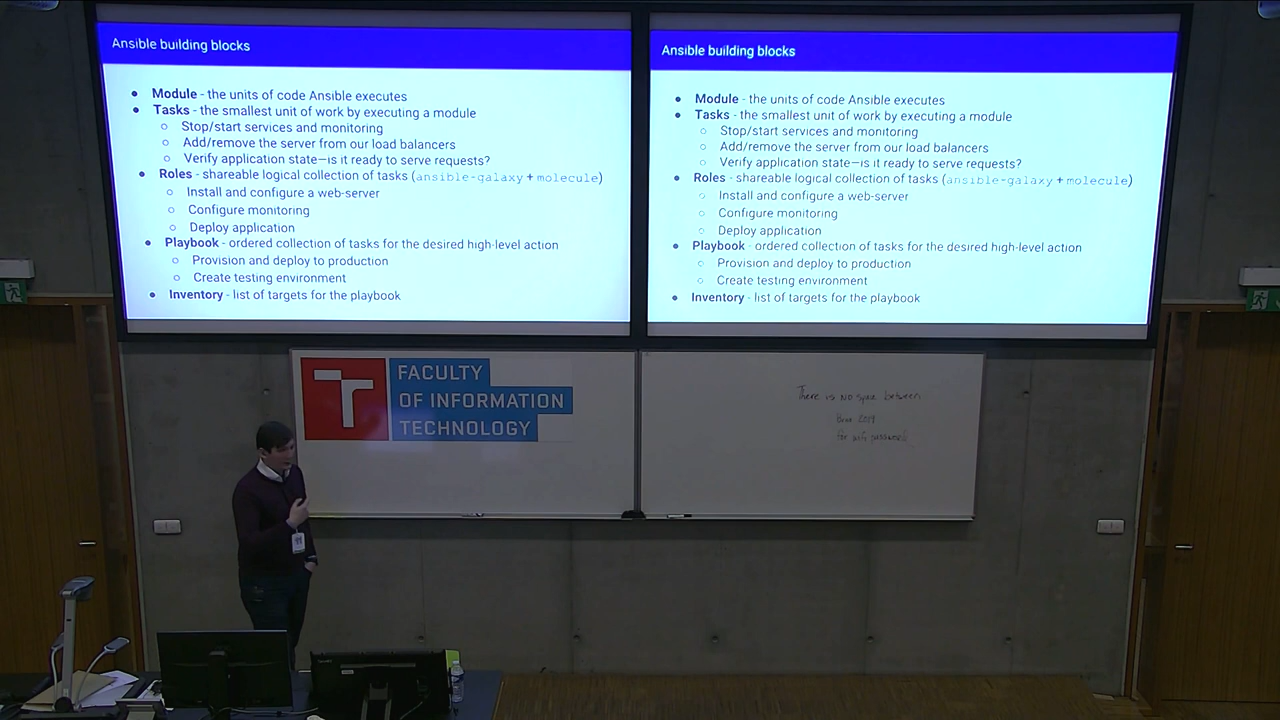 Ansible building blocks
• Module - the units of code Ansible executes
• Tasks - the smallest unit of work by executing a module
○ Stop/start services and monitoring
○ Add/remove the server from our load balancers
○ Verify application state—is it ready to serve requests?
• Roles - shareable logical collection of tasks (ansible-galaxy + molecule)
○ Install and configure a web-server
○ Configure monitoring
○ Deploy application
• Playbook - ordered collection of tasks for the desired high-level action
○ Provision and deploy to production
○ Create testing environment
• Inventory - list of targets for the playbook
Ansible building blocks
• Module - the units of code Ansible executes
• Tasks - the smallest unit of work by executing a module
○ Stop/start services and monitoring
○ Add/remove the server from our load balancers
○ Verify application state—is it ready to serve requests?
• Roles - shareable logical collection of tasks (ansible-galaxy + molecule)
○ Install and configure a web-server
○ Configure monitoring
○ Deploy application
• Playbook - ordered collection of tasks for the desired high-level action
○ Provision and deploy to production
○ Create testing environment
• Inventory - list of targets for the playbook
FACULTY
OF INFORMATION
TECHNOLOGY
There is NO space between
2019
for wifi password